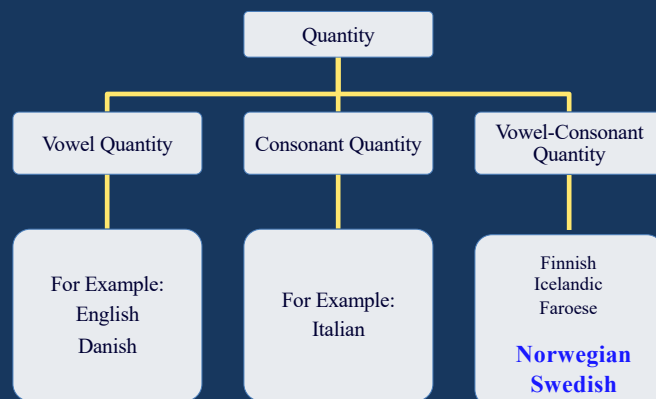 Quantity
Vowel Quantity
Consonant Quantity
Vowel-Consonant
Quantity
For Example:
English
Danish
For Example:
Italian
Finnish
Icelandic
Faroese
Norwegian
Swedish